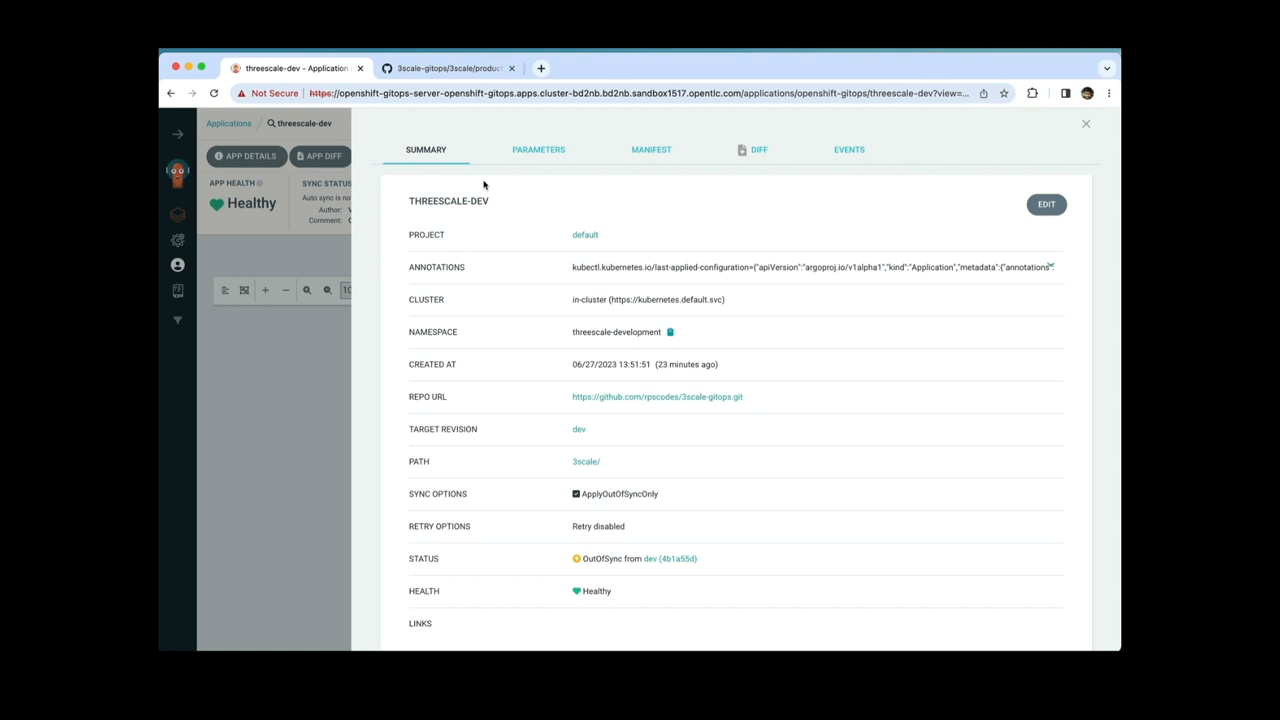 threescale-dev - Application
3scale-gitops/3scale/produc
Not Secure
https://openshift-gitops-server-openshift-gitops.apps.cluster-bd2nb.bd2nb.sandbox1517.opentlc.com/applications/openshift-gitops/threescale-dev?view=...
Applications / threescale-dev
APP DETAILS
APP DIFF
APP HEALTH
SYNC STATUS
Healthy
Auto sync is no
Author:
Comment:
10
SUMMARY
PARAMETERS
MANIFEST
DIFF
EVENTS
THREESCALE-DEV
EDIT
PROJECT default
ANNOTATIONS kubectl.kubernetes.io/last-applied-configuration={"apiVersion":"argoproj.io/v1alpha1","kind":"Application","metadata":{"annotations":
CLUSTER in-cluster (https://kubernetes.default.svc)
NAMESPACE threescale-development
CREATED AT 06/27/2023 13:51:51 (23 minutes ago)
REPO URL https://github.com/rpscodes/3scale-gitops.git
TARGET REVISION dev
PATH 3scale/
SYNC OPTIONS ApplyOutOfSyncOnly
RETRY OPTIONS Retry disabled
STATUS OutOfSync from dev (4b1a55d)
HEALTH Healthy
LINKS